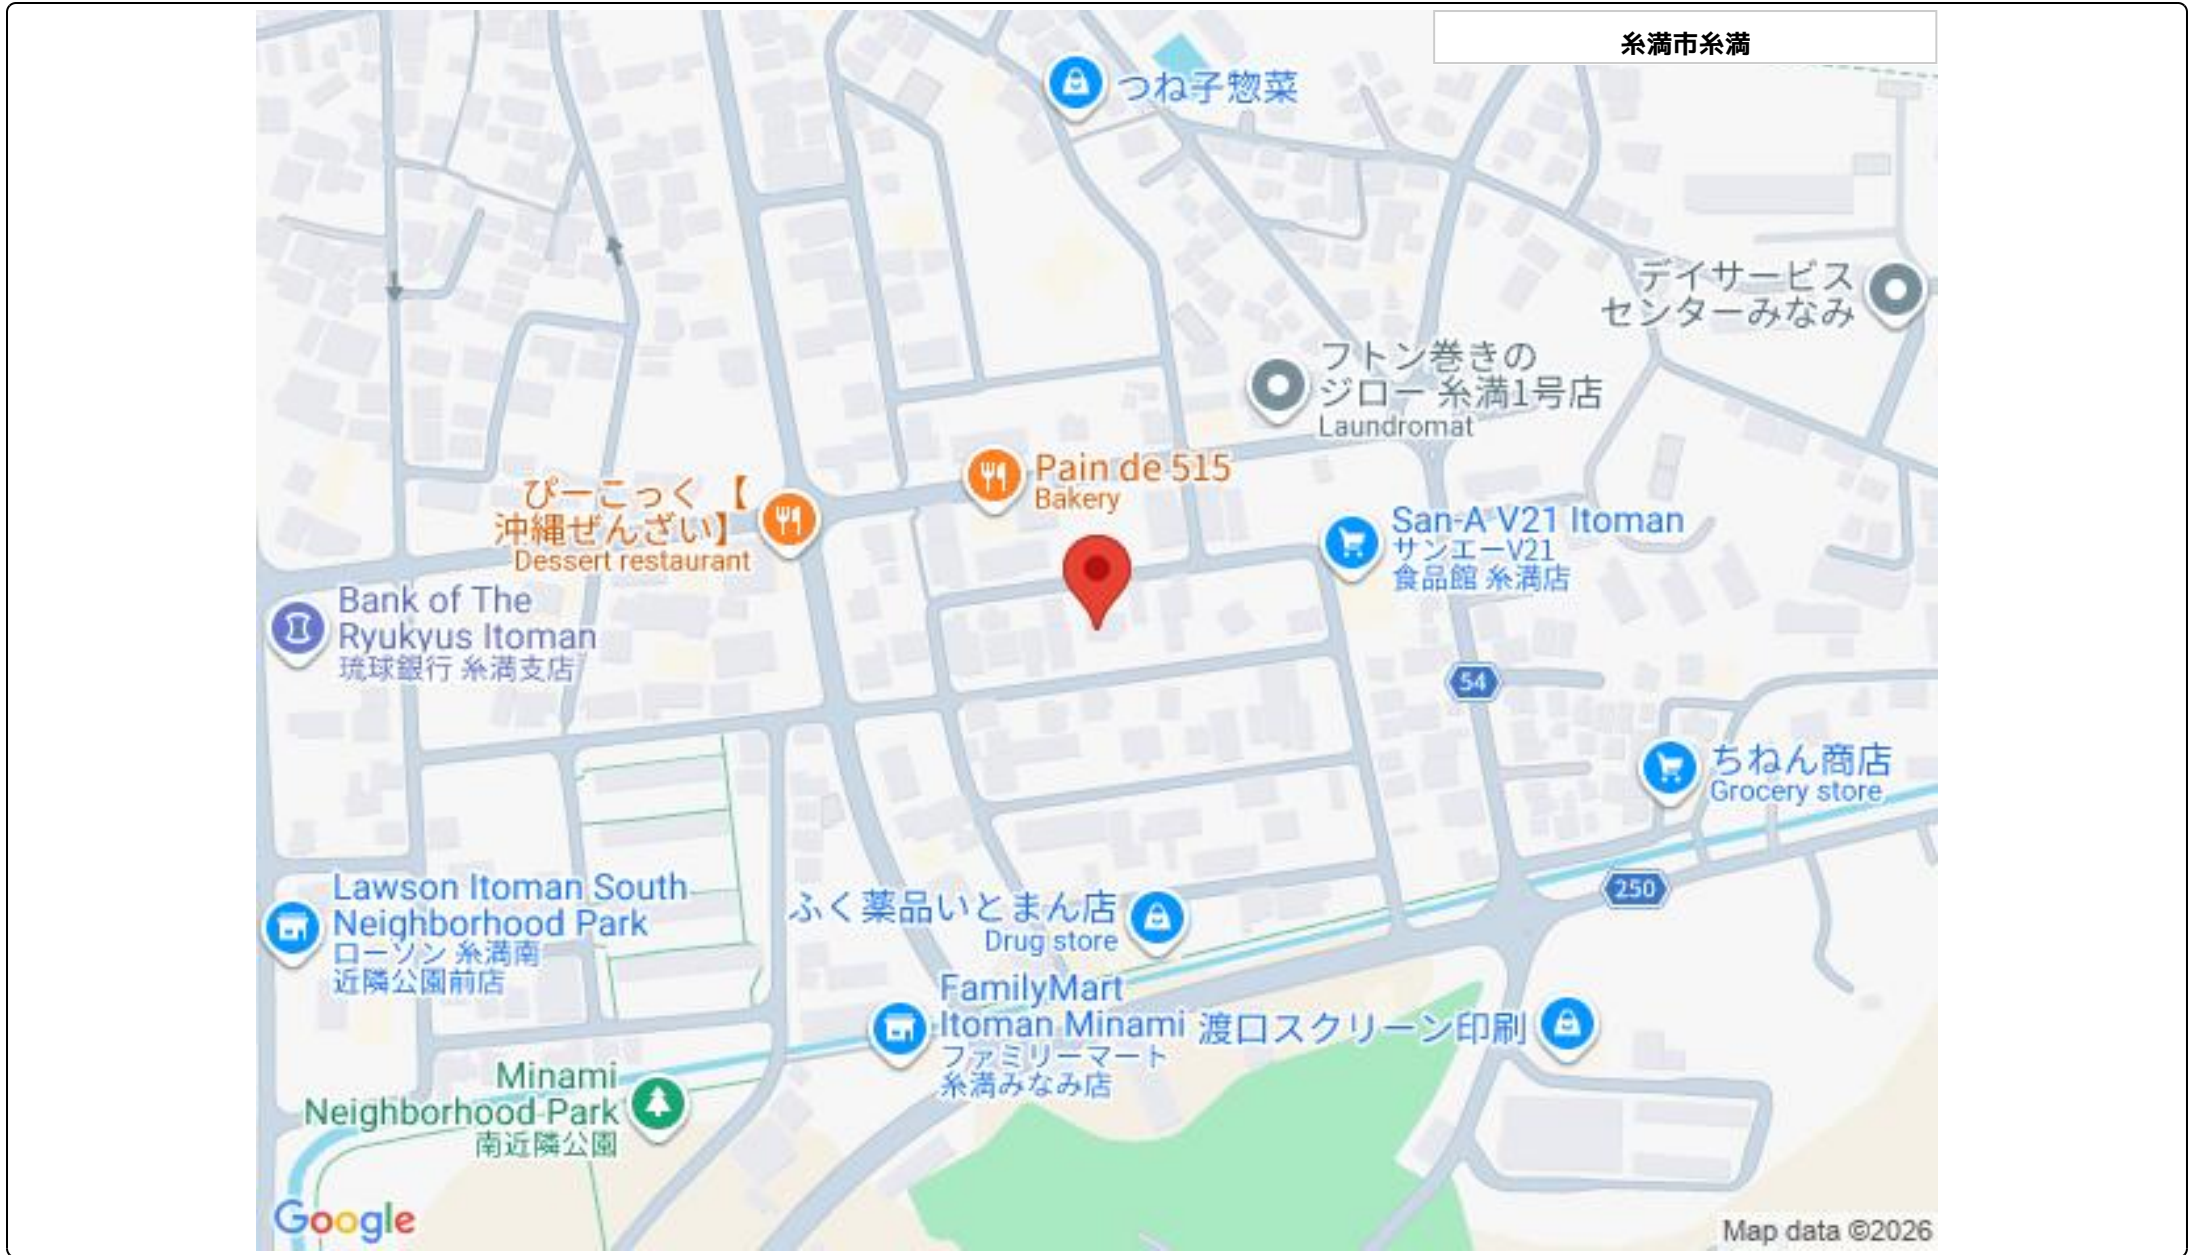 糸満市糸満
つね子惣菜
デイサービス
センターみなみ
フトン巻きの
ジロー 糸満1号店
Laundromat
Pain de 515
Bakery
ぴーこっく 【
沖縄ぜんざい】
Dessert restaurant
San-A V21 Itoman
サンエーV21
食品館 糸満店
Bank of The
Ryukyus Itoman
琉球銀行 糸満支店
54
ちねん商店
Grocery store
250
Lawson Itoman South
Neighborhood Park
ローソン 糸満南
近隣公園前店
ふく薬品いとまん店
Drug store
FamilyMart
Itoman Minami
ファミリーマート
糸満みなみ店
渡口スクリーン印刷
Minami
Neighborhood Park
南近隣公園
Google
Map data ©2026